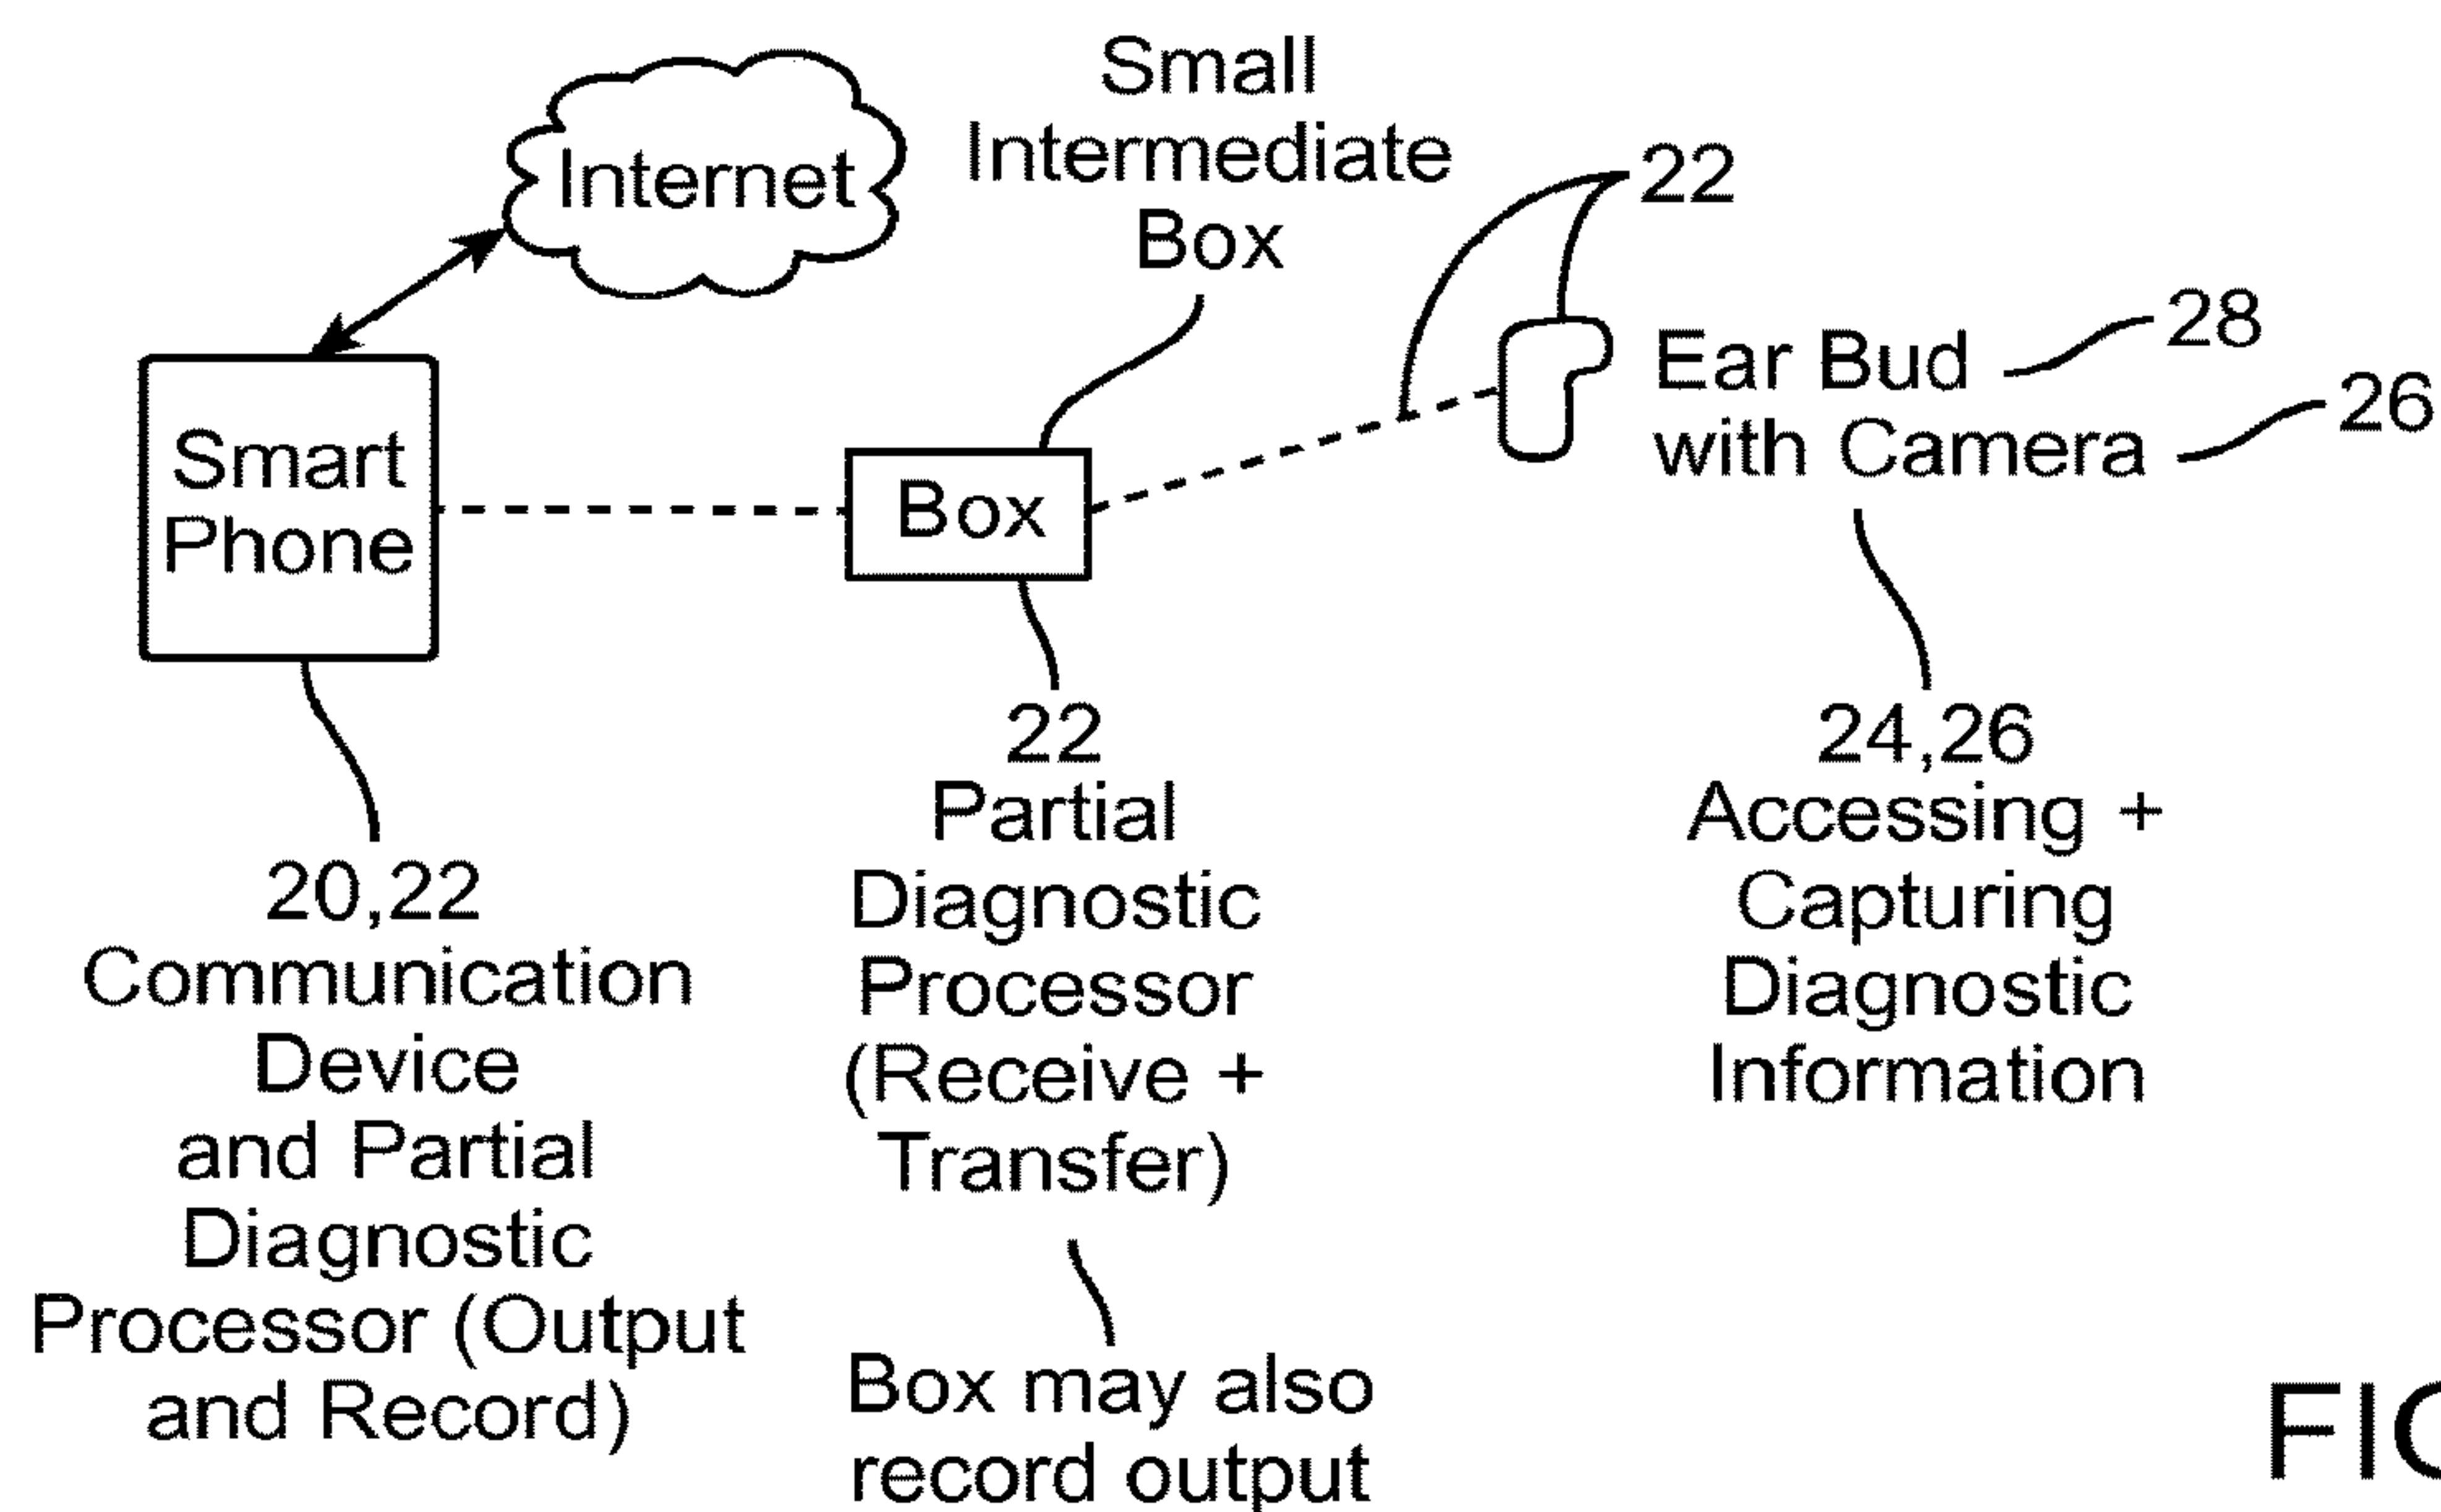 Internet
Small
Intermediate
Box
22
Ear Bud
with Camera
28
26
Smart
Phone
Box
20,22
Communication
Device
and Partial
Diagnostic
Processor (Output
and Record)
22
Partial
Diagnostic
Processor
(Receive +
Transfer)
Box may also
record output
24,26
Accessing +
Capturing
Diagnostic
Information